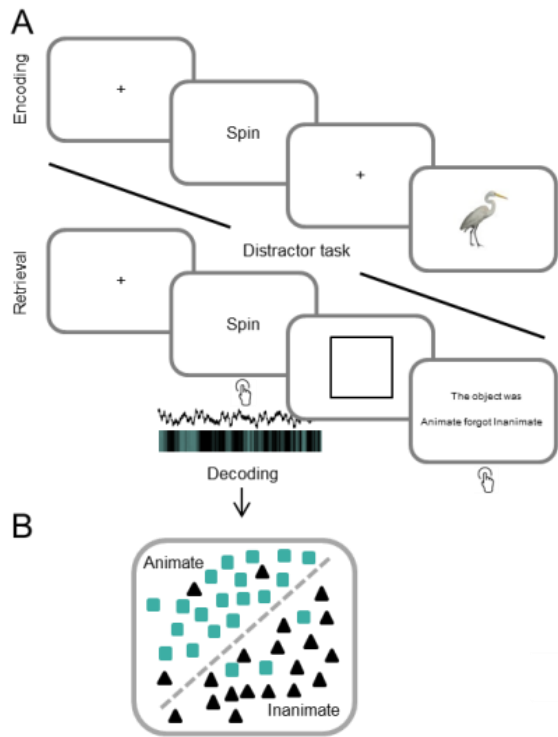 A
Encoding
+
Spin
+
Distractor task
Retrieval
+
Spin
The object was
Animate forgot Inanimate
Decoding
B
Animate
Inanimate